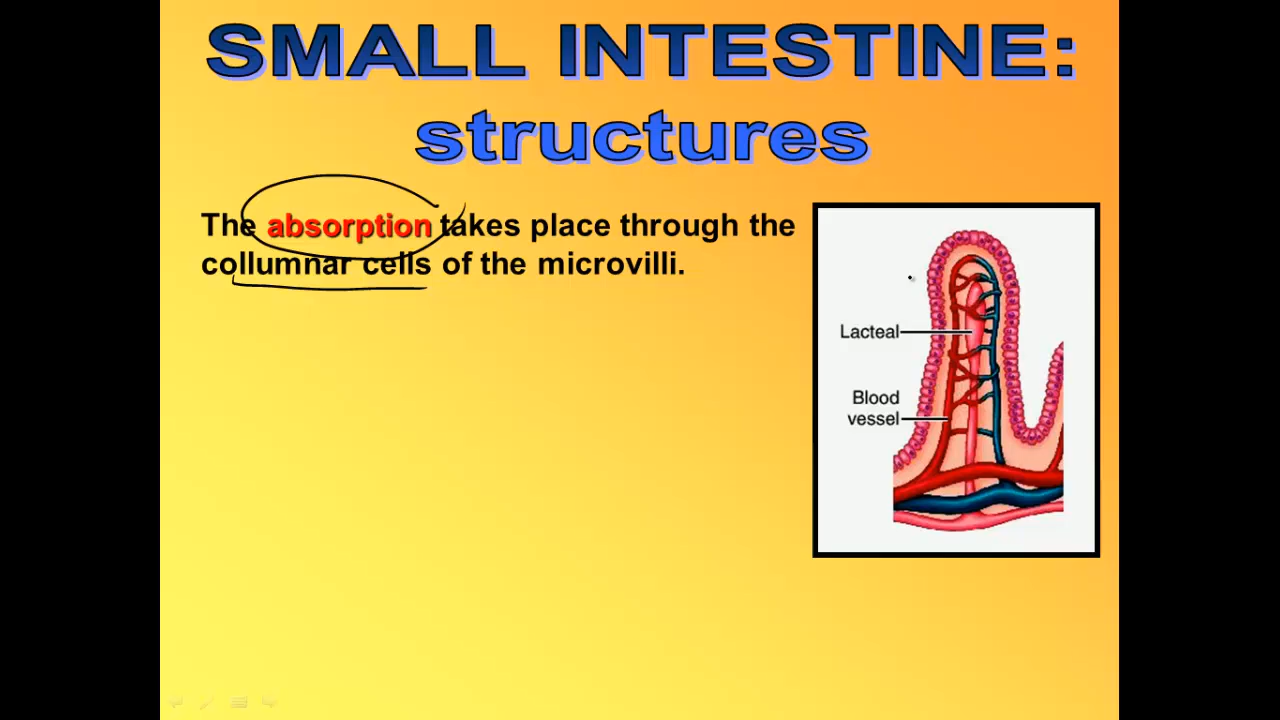 SMALL INTESTINE:
structures
The absorption takes place through the
collumnar cells of the microvilli.
Lacteal
Blood
vessel